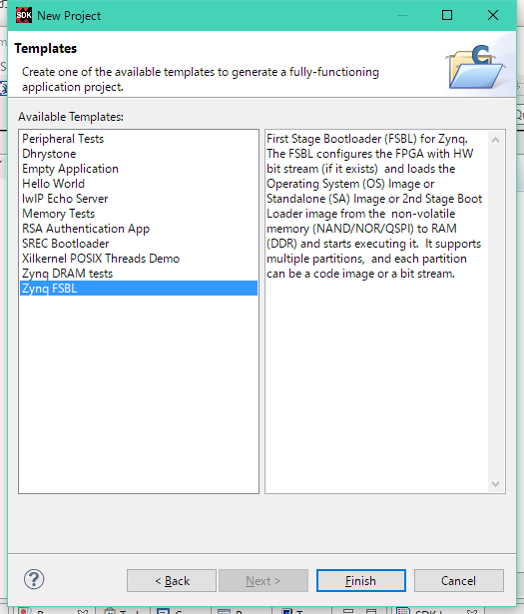 SDK New Project
Templates
Create one of the available templates to generate a fully-functioning
application project.
Available Templates:
Peripheral Tests
Dhrystone
Empty Application
Hello World
lwIP Echo Server
Memory Tests
RSA Authentication App
SREC Bootloader
Xilkernel POSIX Threads Demo
Zynq DRAM tests
Zynq FSBL
First Stage Bootloader (FSBL) for Zynq.
The FSBL configures the FPGA with HW
bit stream (if it exists)  and loads the
Operating System (OS) Image or
Standalone (SA) Image or 2nd Stage Boot
Loader image from the  non-volatile
memory (NAND/NOR/QSPI) to RAM
(DDR) and starts executing it.  It supports
multiple partitions,  and each partition
can be a code image or a bit stream.
? < Back Next > Finish Cancel